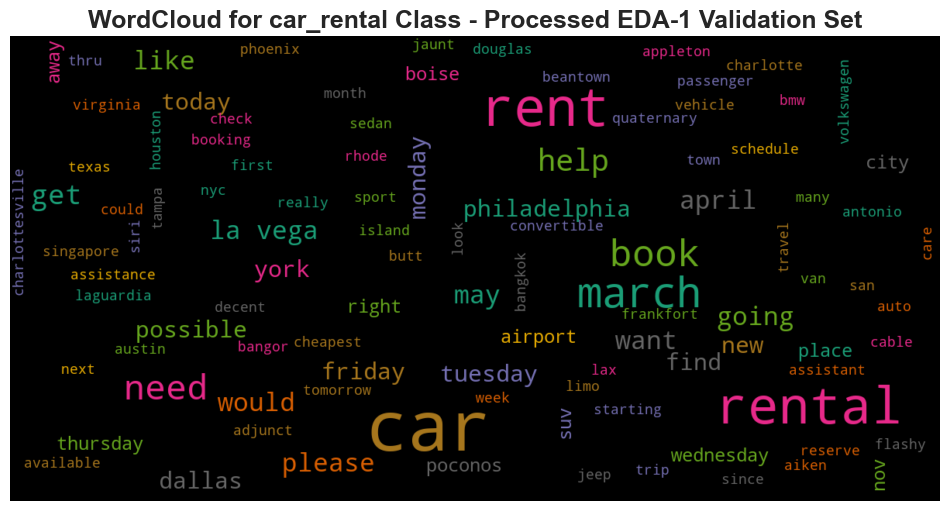 WordCloud for car_rental Class - Processed EDA-1 Validation Set
away
thru
phoenix
jaunt
douglas
appleton
like
boise
beantown
charlotte
passenger
volkswagen
virginia
today
month
rent
vehicle
bmw
houston
check
sedan
quaternary
booking
monday
schedule
texas
first
rhode
help
town
city
charlottesville
get
nyc
sport
april
many
could
tampa
really
philadelphia
antonio
siri
la vega
island
look
convertible
travel
care
singapore
butt
book
assistance
york
bangkok
van
san
laguardia
decent
right
may
march
frankfort
auto
possible
going
austin
bangor
cheapest
airport
want
new
place
cable
next
friday
tuesday
lax
find
assistant
need
tomorrow
limo
would
week
suv
starting
rental
adjunct
car
thursday
wednesday
reserve
flashy
available
please
poconos
trip
aiken
dallas
jeep
since
nov